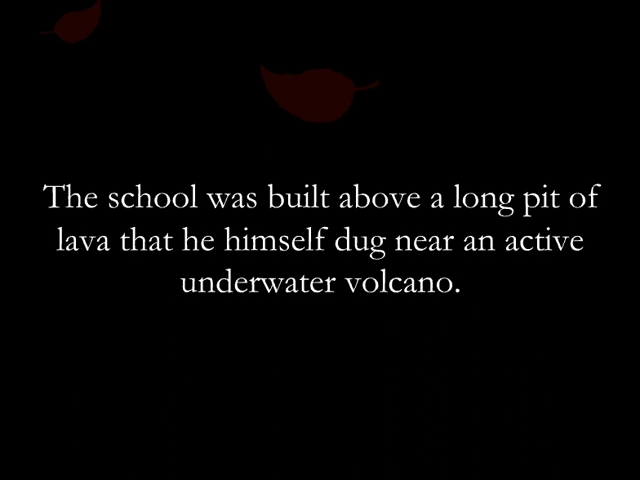 The school was built above a long pit of
lava that he himself dug near an active
underwater volcano.